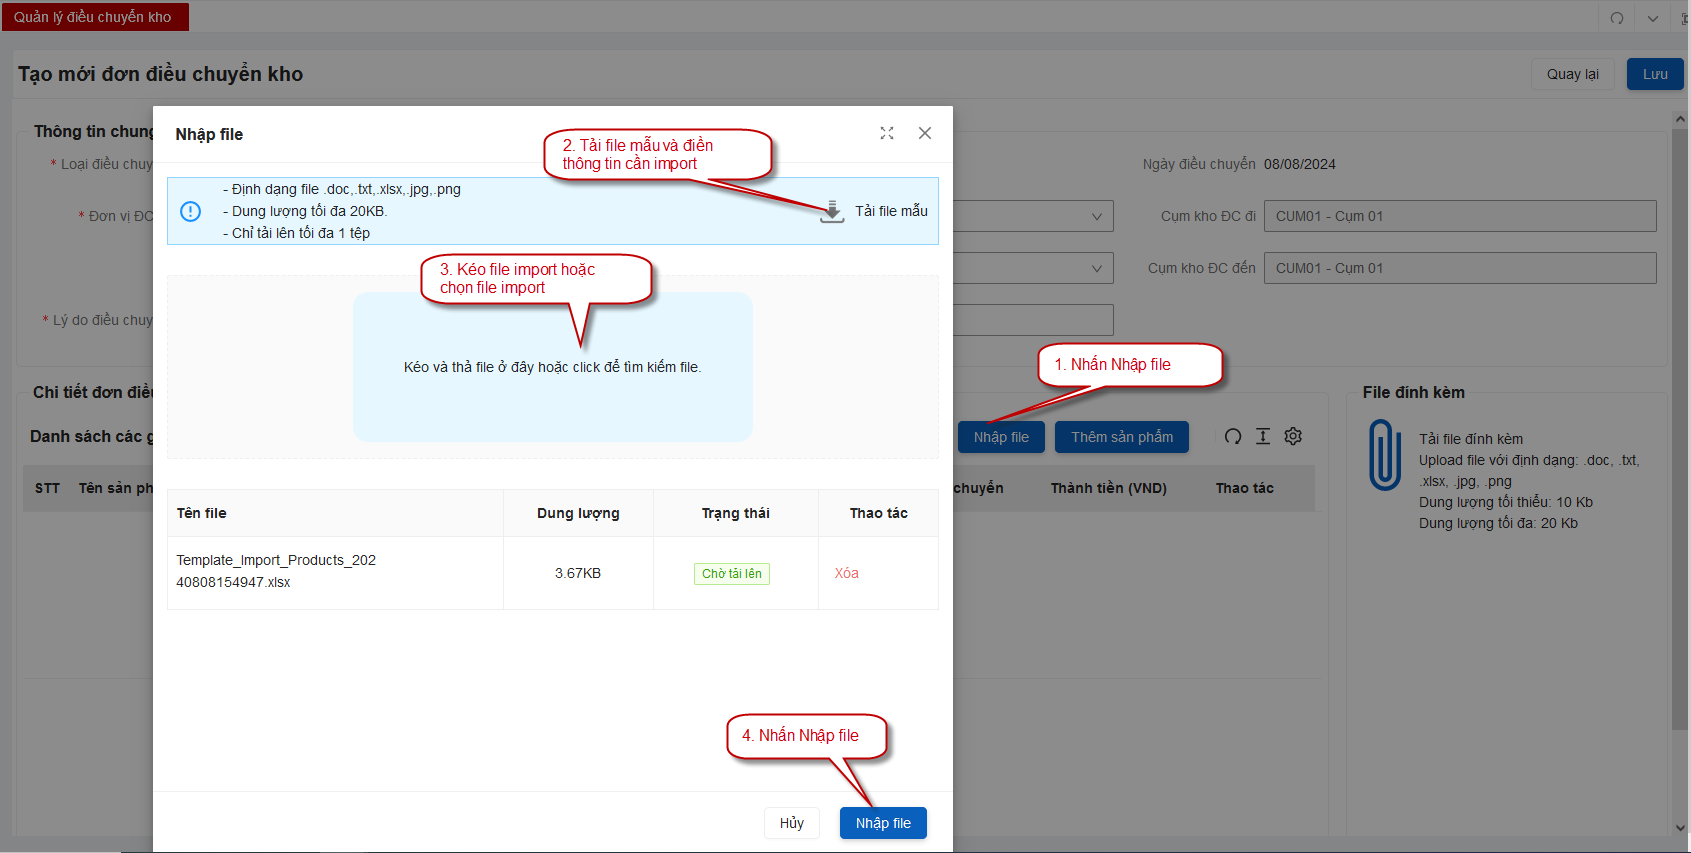 Quản lý điều chuyển kho
Tạo mới đơn điều chuyển kho
Quay lại
Lưu
Thông tin chung
* Loại điều chuy
Ngày điều chuyển 08/08/2024
* Đơn vị ĐC
Cụm kho ĐC đi
CUM01 - Cụm 01
Cụm kho ĐC đến
CUM01 - Cụm 01
* Lý do điều chuy
Nhập file
2. Tải file mẫu và điền
thông tin cần import
- Định dạng file .doc,.txt,.xlsx,.jpg,.png
- Dung lượng tối đa 20KB.
- Chỉ tải lên tối đa 1 tệp
Tải file mẫu
3. Kéo file import hoặc
chọn file import
Kéo và thả file ở đây hoặc click để tìm kiếm file.
Tên file
Dung lượng
Trạng thái
Thao tác
Template_Import_Products_202
40808154947.xlsx
3.67KB
Chờ tải lên
Xóa
4. Nhấn Nhập file
Hủy
Nhập file
1. Nhấn Nhập file
Chi tiết đơn điều
Danh sách các g
Nhập file
Thêm sản phẩm
STT
Tên sản ph
chuyển
Thành tiền (VND)
Thao tác
File đính kèm
Tải file đính kèm
Upload file với định dạng: .doc, .txt,
.xlsx, .jpg, .png
Dung lượng tối thiểu: 10 Kb
Dung lượng tối đa: 20 Kb